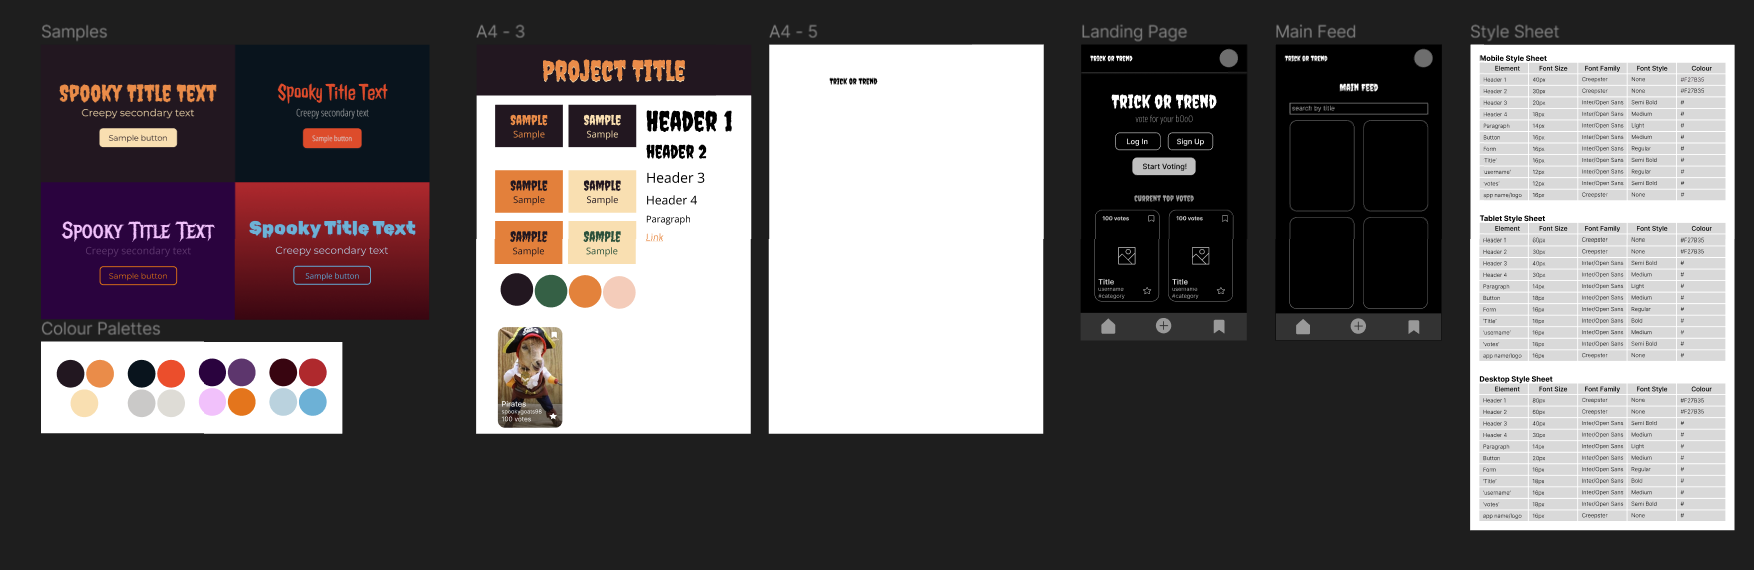 Samples
SPOOKY TITLE TEXT
Creepy secondary text
Sample button
Spooky Title Text
Creepy secondary text
Sample button
Spooky Title Text
Creepy secondary text
Sample button
Spooky Title Text
Creepy secondary text
Sample button
Colour Palettes
A4 - 3
PROJECT TITLE
SAMPLE
Sample
SAMPLE
Sample
SAMPLE
Sample
SAMPLE
Sample
SAMPLE
Sample
SAMPLE
Sample
HEADER 1
HEADER 2
Header 3
Header 4
Paragraph
Link
Pirates
spookygoats98
100 votes
A4 - 5
TRICK OR TREND
Landing Page
TRICK OR TREND
TRICK OR TREND
vote for your bOoO
Log In
Sign Up
Start Voting!
CURRENT TOP VOTED
100 votes
Title
username
#category
100 votes
Title
username
#category
Main Feed
TRICK OR TREND
MAIN FEED
search by title
Style Sheet
Mobile Style Sheet
Element Font Size Font Family Font Style Colour
Header 1 40px Creepster None #F27B35
Header 2 30px Creepster None #F27B35
Header 3 20px Inter/Open Sans Semi Bold #
Header 4 18px Inter/Open Sans Medium #
Paragraph 14px Inter/Open Sans Light #
Button 16px Inter/Open Sans Medium #
Form 16px Inter/Open Sans Regular #
'Title' 16px Inter/Open Sans Semi Bold #
'username' 12px Inter/Open Sans Regular #
'votes' 12px Inter/Open Sans Semi Bold #
app name/logo 16px Creepster None #
Tablet Style Sheet
Element Font Size Font Family Font Style Colour
Header 1 60px Creepster None #F27B35
Header 2 30px Creepster None #F27B35
Header 3 40px Inter/Open Sans Semi Bold #
Header 4 30px Inter/Open Sans Medium #
Paragraph 14px Inter/Open Sans Light #
Button 18px Inter/Open Sans Medium #
Form 16px Inter/Open Sans Regular #
'Title' 16px Inter/Open Sans Bold #
'username' 16px Inter/Open Sans Medium #
'votes' 16px Inter/Open Sans Semi Bold #
app name/logo 16px Creepster None #
Desktop Style Sheet
Element Font Size Font Family Font Style Colour
Header 1 80px Creepster None #F27B35
Header 2 60px Creepster None #F27B35
Header 3 40px Inter/Open Sans Semi Bold #
Header 4 30px Inter/Open Sans Medium #
Paragraph 14px Inter/Open Sans Light #
Button 20px Inter/Open Sans Medium #
Form 16px Inter/Open Sans Regular #
'Title' 18px Inter/Open Sans Bold #
'username' 16px Inter/Open Sans Medium #
'votes' 18px Inter/Open Sans Semi Bold #
app name/logo 16px Creepster None #